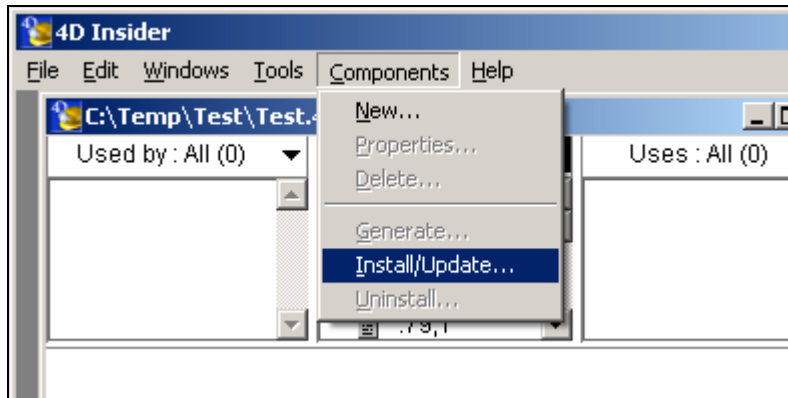 4D Insider
File Edit Windows Tools Components Help
C:\Temp\Test\Test.
Used by : All (0)
Uses : All (0)
New...
Properties...
Delete...
Generate...
Install/Update...
Uninstall...